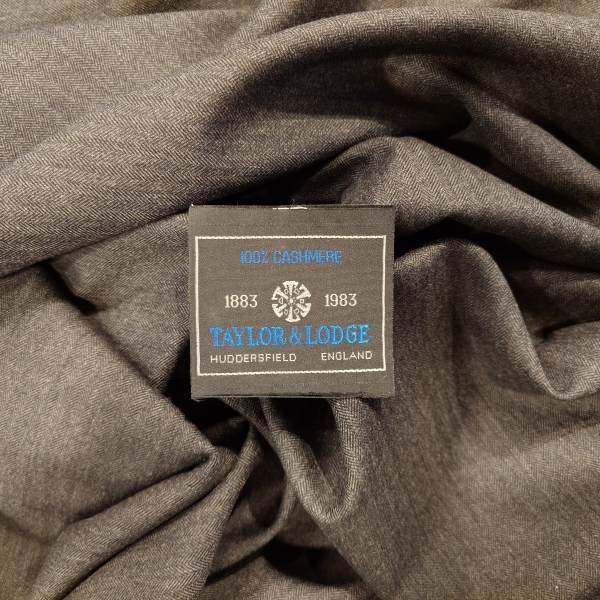 100% CASHMERE
1883 1983
TAYLOR & LODGE
HUDDERSFIELD ENGLAND